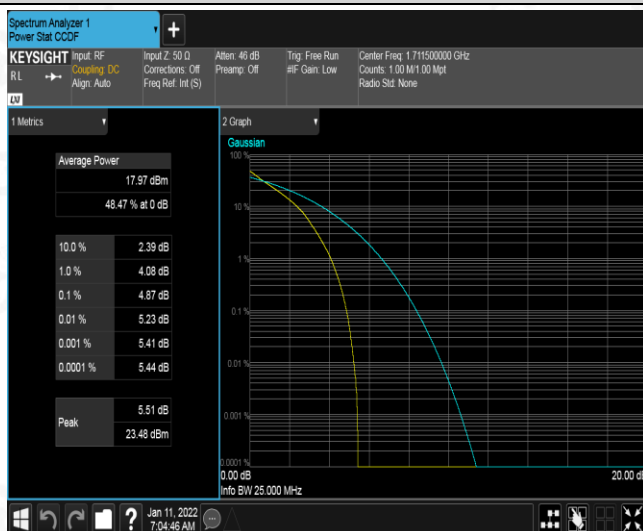 Spectrum Analyzer 1
Power Stat CCDF
+
KEYSIGHT Input: RF Input Z: 50 Ω Atten: 46 dB Trig: Free Run Center Freq: 1.711500000 GHz
RL Coupling: DC Corrections: Off Preamp: Off #IF Gain: Low Counts: 1.00 M/1.00 Mpt
Align: Auto Freq Ref: Int (S) Radio Std: None
LXI
1 Metrics
Average Power
17.97 dBm
48.47 % at 0 dB
10.0 % 2.39 dB
1.0 % 4.08 dB
0.1 % 4.87 dB
0.01 % 5.23 dB
0.001 % 5.41 dB
0.0001 % 5.44 dB
Peak 5.51 dB
23.48 dBm
2 Graph
Gaussian
100 %
10 %
1 %
0.1 %
0.01 %
0.001 %
0.0001 %
0.00 dB 20.00 dB
Info BW 25.000 MHz
? Jan 11, 2022
7:04:46 AM